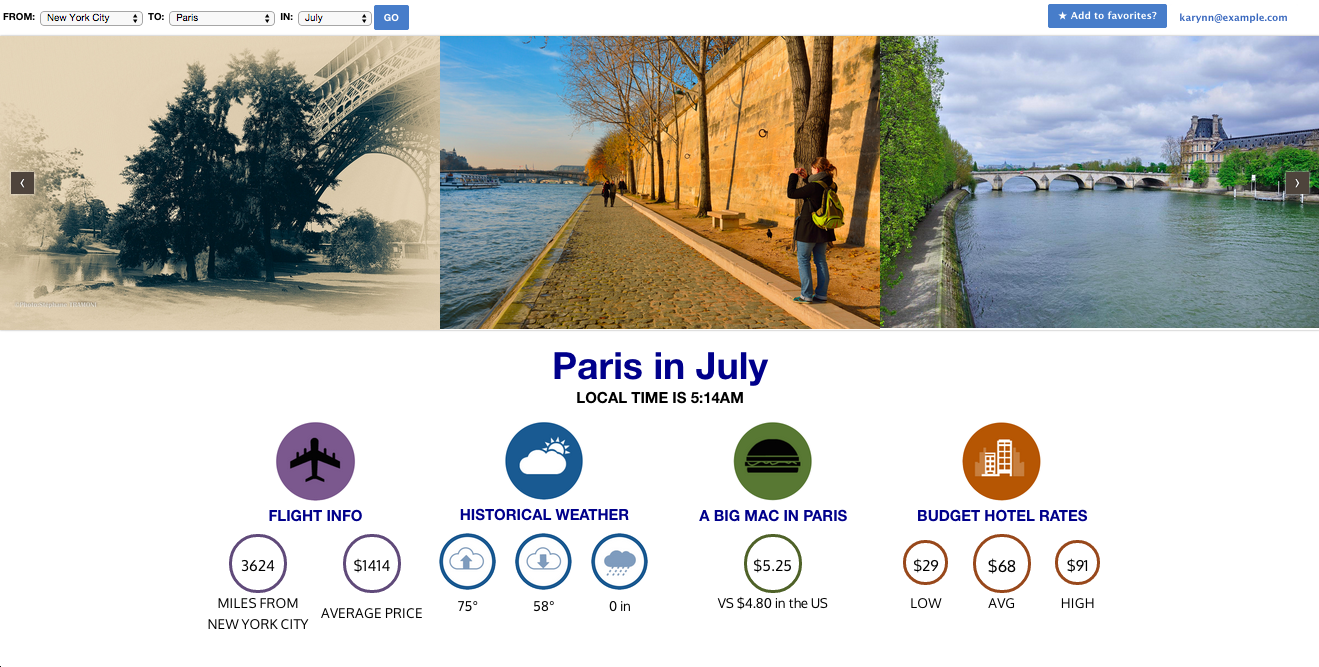 FROM: New York City TO: Paris IN: July GO ★ Add to favorites? karynn@example.com
‹ ›
Paris in July
LOCAL TIME IS 5:14AM
FLIGHT INFO HISTORICAL WEATHER A BIG MAC IN PARIS BUDGET HOTEL RATES
3624 $1414 $5.25 $29 $68 $91
MILES FROM
NEW YORK CITY
AVERAGE PRICE
75° 58° 0 in
VS $4.80 in the US
LOW AVG HIGH